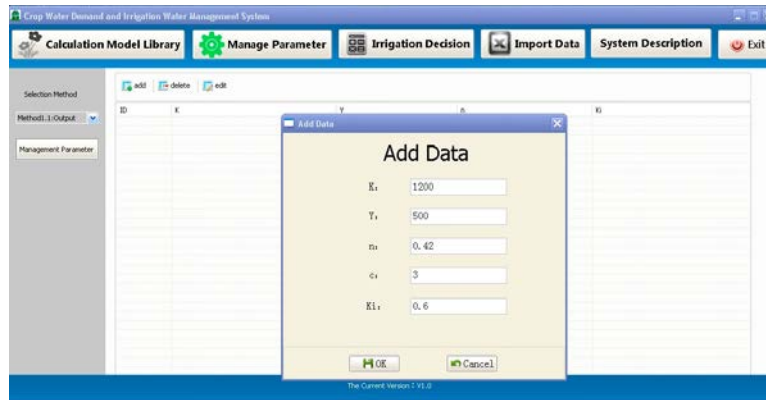 Crop Water Demand and Irrigation Water Management System
Calculation Model Library Manage Parameter Irrigation Decision Import Data System Description Exit
add delete edit
Selection Method
ID K Y n Ki
Method1.1:Output
Add Data
Management Parameter
Add Data
K: 1200
Y: 500
n: 0.42
c: 3
Ki: 0.6
OK Cancel
The Current Version : V1.0